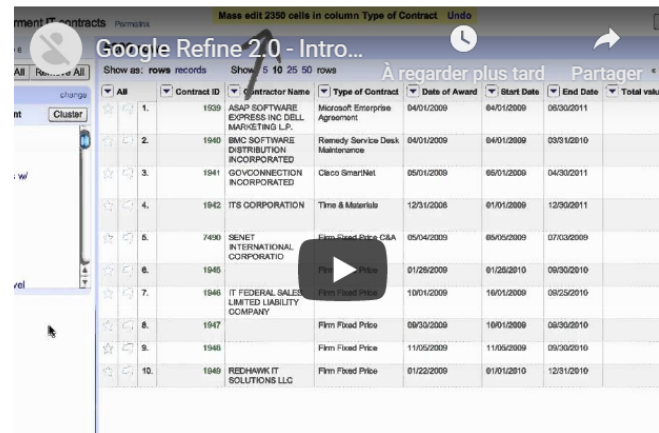 rnment IT contracts Permalink
Mass edit 2350 cells in column Type of Contract Undo
Google Refine 2.0 - Intro...
À regarder plus tard
Partager
All Remove All
Show as: rows records Show: 5 10 25 50 rows
change
nt Cluster
s w/
vel
All Contract ID Contractor Name Type of Contract Date of Award Start Date End Date Total valu
1. 1939 ASAP SOFTWARE EXPRESS INC DELL MARKETING L.P. Microsoft Enterprise Agreement 04/01/2009 04/01/2009 06/30/2011
2. 1940 BMC SOFTWARE DISTRIBUTION INCORPORATED Remedy Service Desk Maintenance 04/01/2009 04/01/2009 03/31/2010
3. 1941 GOVCONNECTION INCORPORATED Cisco SmartNet 05/01/2009 05/01/2009 04/30/2011
4. 1942 ITS CORPORATION Time & Materials 12/31/2008 01/01/2009 12/30/2011
5. 7490 SENET INTERNATIONAL CORPORATIO Firm Fixed Price C&A 05/04/2009 05/05/2009 07/03/2009
6. 1945 Firm Fixed Price 01/26/2009 01/26/2010 09/30/2010
7. 1946 IT FEDERAL SALES LIMITED LIABILITY COMPANY Firm Fixed Price 10/01/2009 10/01/2009 09/25/2010
8. 1947 Firm Fixed Price 09/30/2009 10/01/2009 09/30/2010
9. 1948 Firm Fixed Price 11/05/2009 11/05/2009 09/30/2010
10. 1949 REDHAWK IT SOLUTIONS LLC Firm Fixed Price 01/22/2009 01/01/2010 12/31/2010